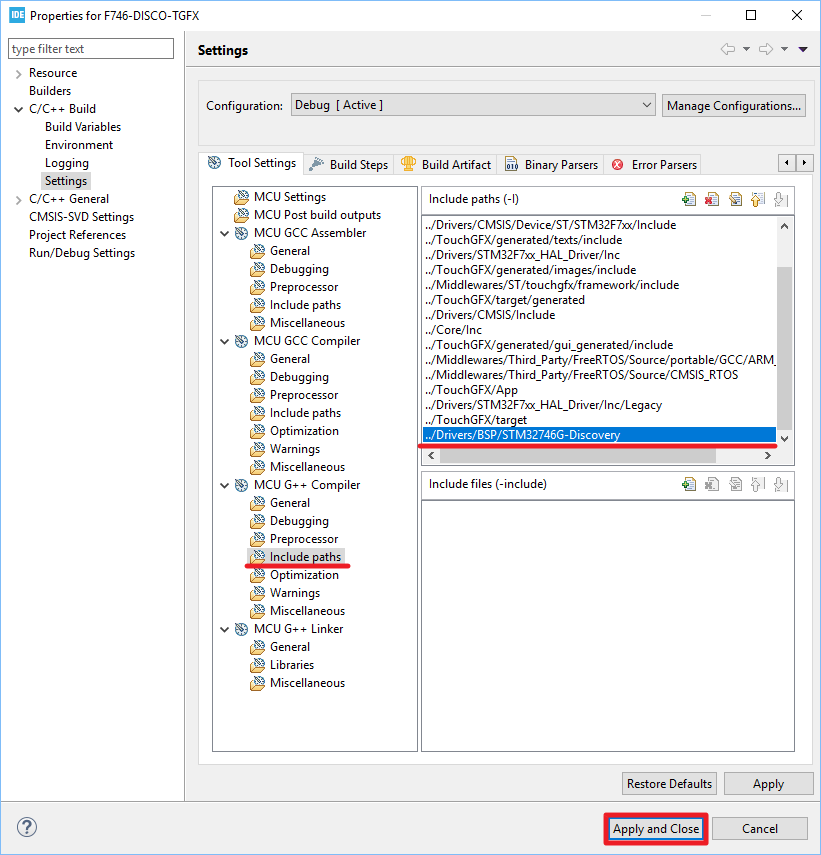 IDE Properties for F746-DISCO-TGFX
type filter text
Resource
Builders
C/C++ Build
Build Variables
Environment
Logging
Settings
C/C++ General
CMSIS-SVD Settings
Project References
Run/Debug Settings
Settings
Configuration: Debug [ Active ] Manage Configurations...
Tool Settings Build Steps Build Artifact Binary Parsers Error Parsers
MCU Settings
MCU Post build outputs
MCU GCC Assembler
General
Debugging
Preprocessor
Include paths
Miscellaneous
MCU GCC Compiler
General
Debugging
Preprocessor
Include paths
Optimization
Warnings
Miscellaneous
MCU G++ Compiler
General
Debugging
Preprocessor
Include paths
Optimization
Warnings
Miscellaneous
MCU G++ Linker
General
Libraries
Miscellaneous
Include paths (-I)
../Drivers/CMSIS/Device/ST/STM32F7xx/Include
../TouchGFX/generated/texts/include
../Drivers/STM32F7xx_HAL_Driver/Inc
../TouchGFX/generated/images/include
../Middlewares/ST/touchgfx/framework/include
../TouchGFX/target/generated
../Drivers/CMSIS/Include
../Core/Inc
../TouchGFX/generated/gui_generated/include
../Middlewares/Third_Party/FreeRTOS/Source/portable/GCC/ARM_
../Middlewares/Third_Party/FreeRTOS/Source/CMSIS_RTOS
../TouchGFX/App
../Drivers/STM32F7xx_HAL_Driver/Inc/Legacy
../TouchGFX/target
../Drivers/BSP/STM32746G-Discovery
Include files (-include)
Restore Defaults Apply
? Apply and Close Cancel